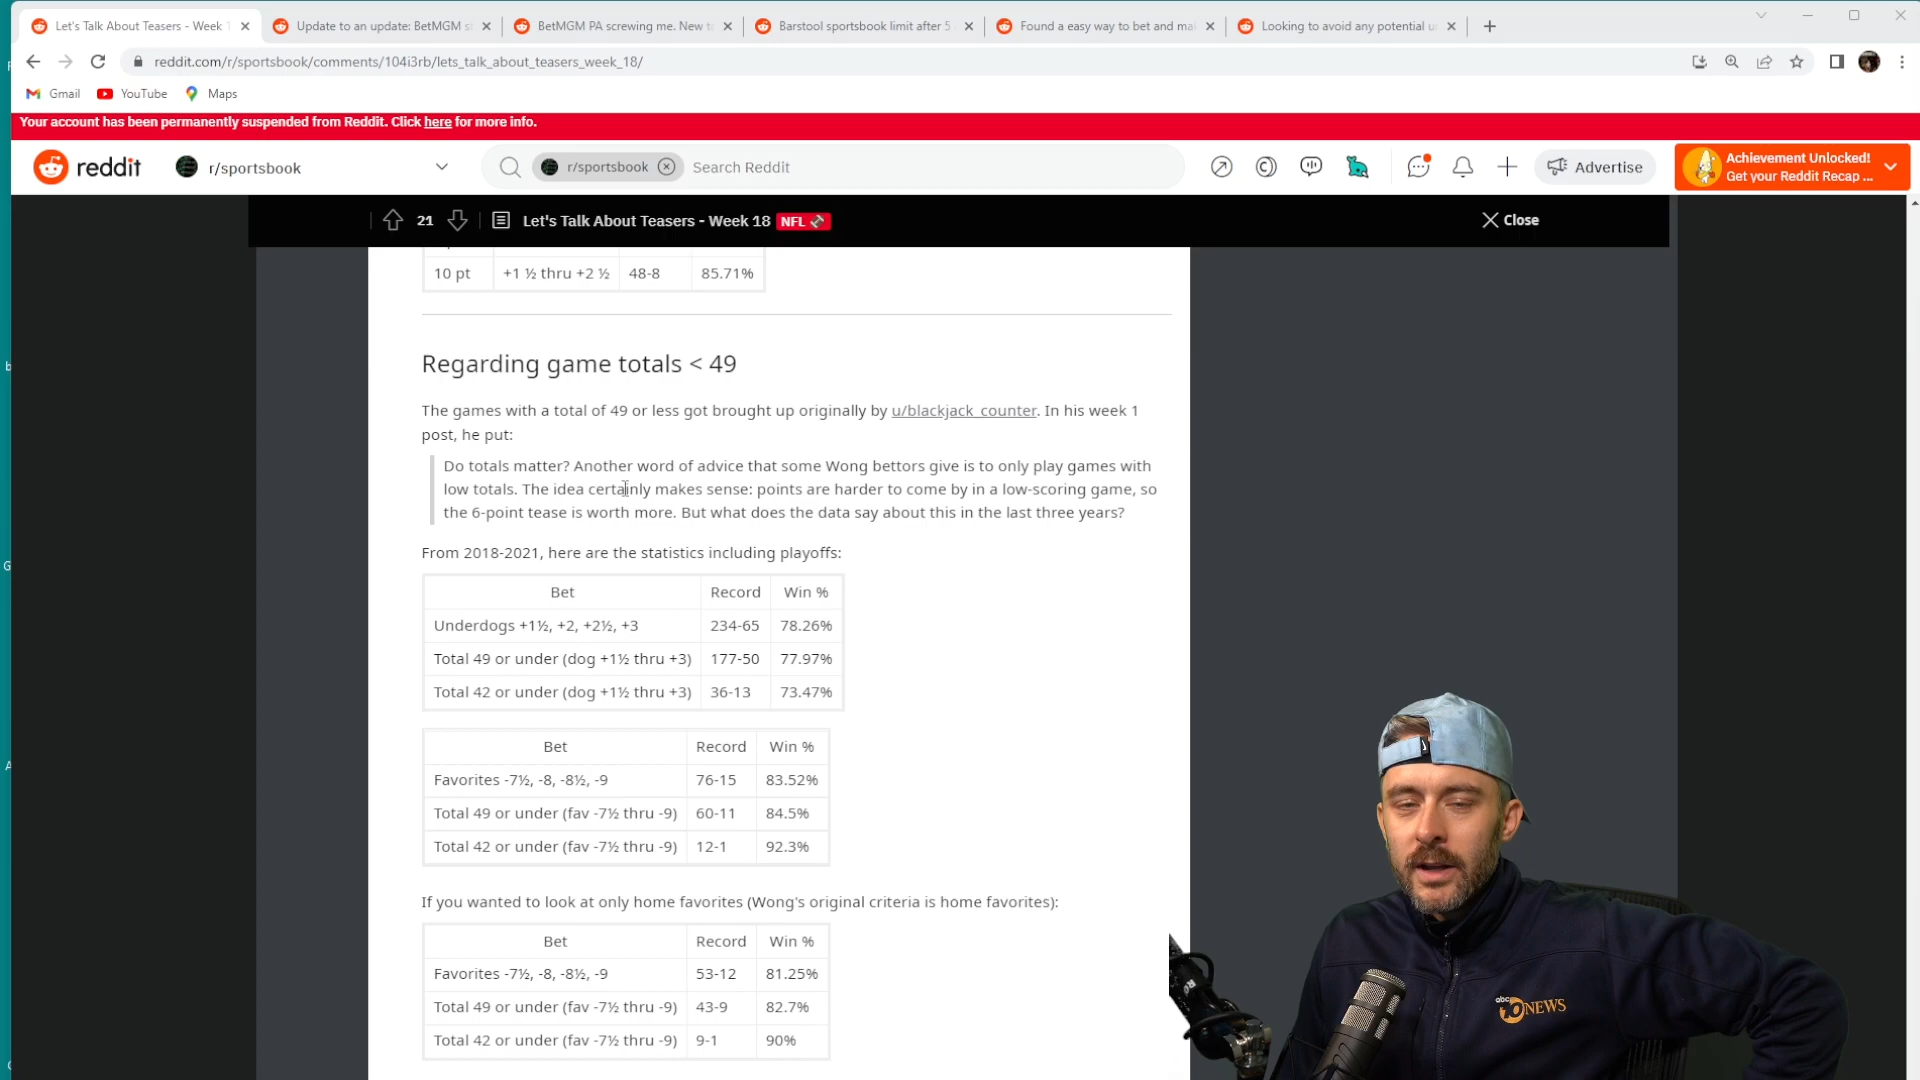 Let's Talk About Teasers - Week 1
Update to an update: BetMGM s
BetMGM PA screwing me. New t
Barstool sportsbook limit after 5
Found a easy way to bet and ma
Looking to avoid any potential u
reddit.com/r/sportsbook/comments/104i3rb/lets_talk_about_teasers_week_18/
Gmail YouTube Maps
Your account has been permanently suspended from Reddit. Click here for more info.
reddit r/sportsbook r/sportsbook Search Reddit Advertise
Achievement Unlocked!
Get your Reddit Recap ...
21 Let's Talk About Teasers - Week 18 NFL Close
10 pt +1 ½ thru +2 ½ 48-8 85.71%
Regarding game totals < 49
The games with a total of 49 or less got brought up originally by u/blackjack_counter. In his week 1
post, he put:
Do totals matter? Another word of advice that some Wong bettors give is to only play games with
low totals. The idea certainly makes sense: points are harder to come by in a low-scoring game, so
the 6-point tease is worth more. But what does the data say about this in the last three years?
From 2018-2021, here are the statistics including playoffs:
Bet Record Win %
Underdogs +1½, +2, +2½, +3 234-65 78.26%
Total 49 or under (dog +1½ thru +3) 177-50 77.97%
Total 42 or under (dog +1½ thru +3) 36-13 73.47%
Bet Record Win %
Favorites -7½, -8, -8½, -9 76-15 83.52%
Total 49 or under (fav -7½ thru -9) 60-11 84.5%
Total 42 or under (fav -7½ thru -9) 12-1 92.3%
If you wanted to look at only home favorites (Wong's original criteria is home favorites):
Bet Record Win %
Favorites -7½, -8, -8½, -9 53-12 81.25%
Total 49 or under (fav -7½ thru -9) 43-9 82.7%
Total 42 or under (fav -7½ thru -9) 9-1 90%
abc 10 NEWS